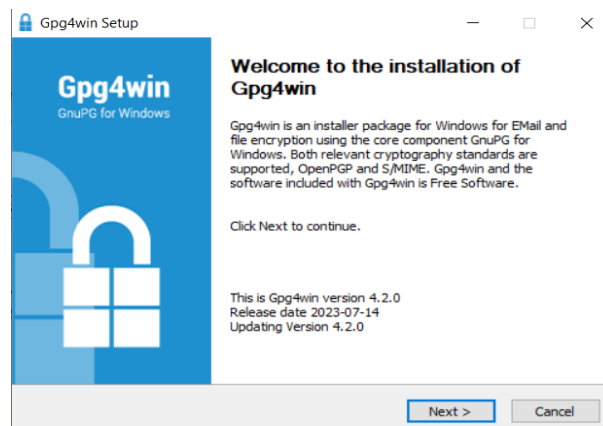 Gpg4win Setup
Gpg4win
GnuPG for Windows
Welcome to the installation of
Gpg4win
Gpg4win is an installer package for Windows for EMail and
file encryption using the core component GnuPG for
Windows. Both relevant cryptography standards are
supported, OpenPGP and S/MIME. Gpg4win and the
software included with Gpg4win is Free Software.
Click Next to continue.
This is Gpg4win version 4.2.0
Release date 2023-07-14
Updating Version 4.2.0
Next >
Cancel